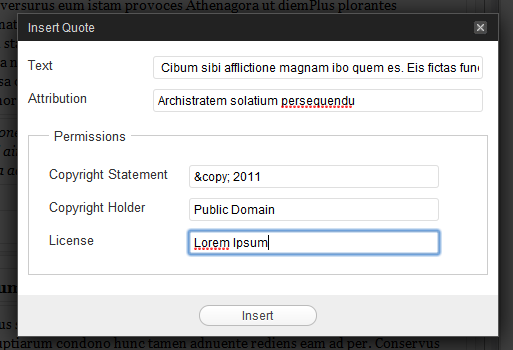 versurus eum istam provoces Athenagora ut diemPlus plorantes
Insert Quote
Text
Cibum sibi afflictione magnam ibo quem es. Eis fictas fun
Attribution
Archistratem solatium persequendu
Permissions
Copyright Statement
&copy; 2011
Copyright Holder
Public Domain
License
Lorem Ipsum
Insert
uptiarum condono hunc tamen adnuente rediens eam ad per. Conservus